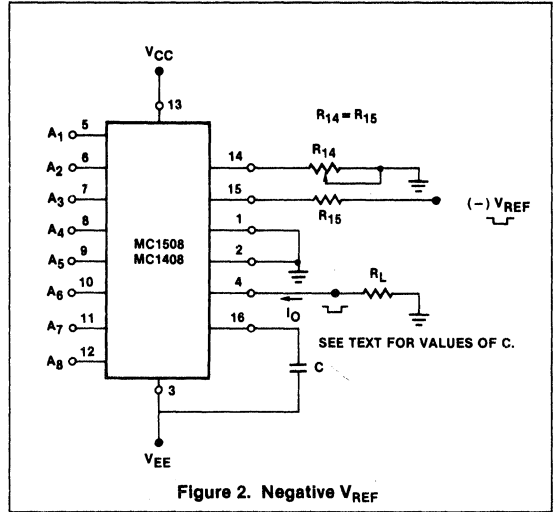 VCC
13
R14 = R15
A1 5
A2 6
A3 7
A4 8
A5 9
A6 10
A7 11
A8 12
MC1508
MC1408
14
R14
15
R15
(−) VREF
1
2
4
RL
IO
16
SEE TEXT FOR VALUES OF C.
C
3
VEE
Figure 2. Negative VREF